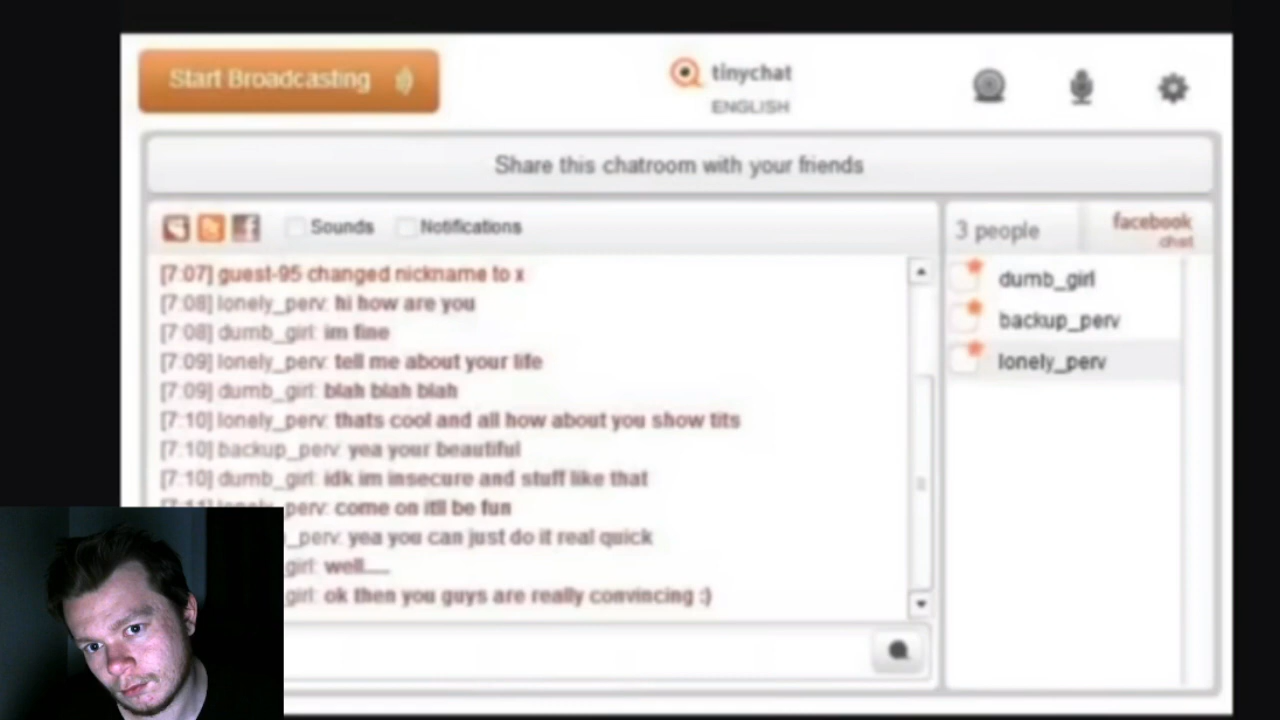 Start Broadcasting
tinychat
ENGLISH
Share this chatroom with your friends
Sounds
Notifications
3 people
facebook
chat
[7:07] guest-95 changed nickname to x
[7:08] lonely_perv: hi how are you
[7:08] dumb_girl: im fine
[7:09] lonely_perv: tell me about your life
[7:09] dumb_girl: blah blah blah
[7:10] lonely_perv: thats cool and all how about you show tits
[7:10] backup_perv: yea your beautiful
[7:10] dumb_girl: idk im insecure and stuff like that
[7:11] lonely_perv: come on itll be fun
_perv: yea you can just do it real quick
girl: well.....
girl: ok then you guys are really convincing :)
dumb_girl
backup_perv
lonely_perv